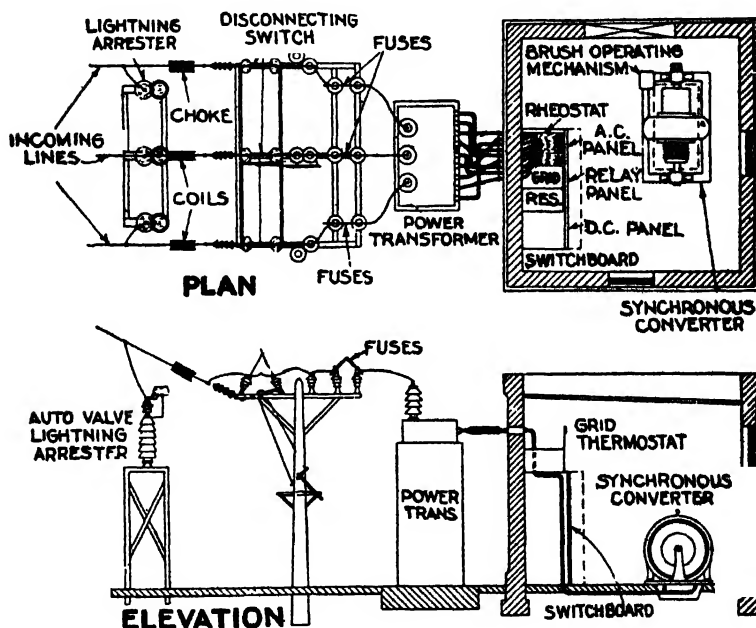 LIGHTNING
ARRESTER
DISCONNECTING
SWITCH
FUSES
CHOKE
INCOMING
LINES
COILS
POWER
TRANSFORMER
FUSES
PLAN
BRUSH OPERATING
MECHANISM
RHEOSTAT
A.C.
PANEL
GRID
RELAY
PANEL
RES.
D.C. PANEL
SWITCHBOARD
SYNCHRONOUS
CONVERTER
FUSES
AUTO VALVE
LIGHTNING
ARRESTER
POWER
TRANS
GRID
THERMOSTAT
SYNCHRONOUS
CONVERTER
SWITCHBOARD
ELEVATION